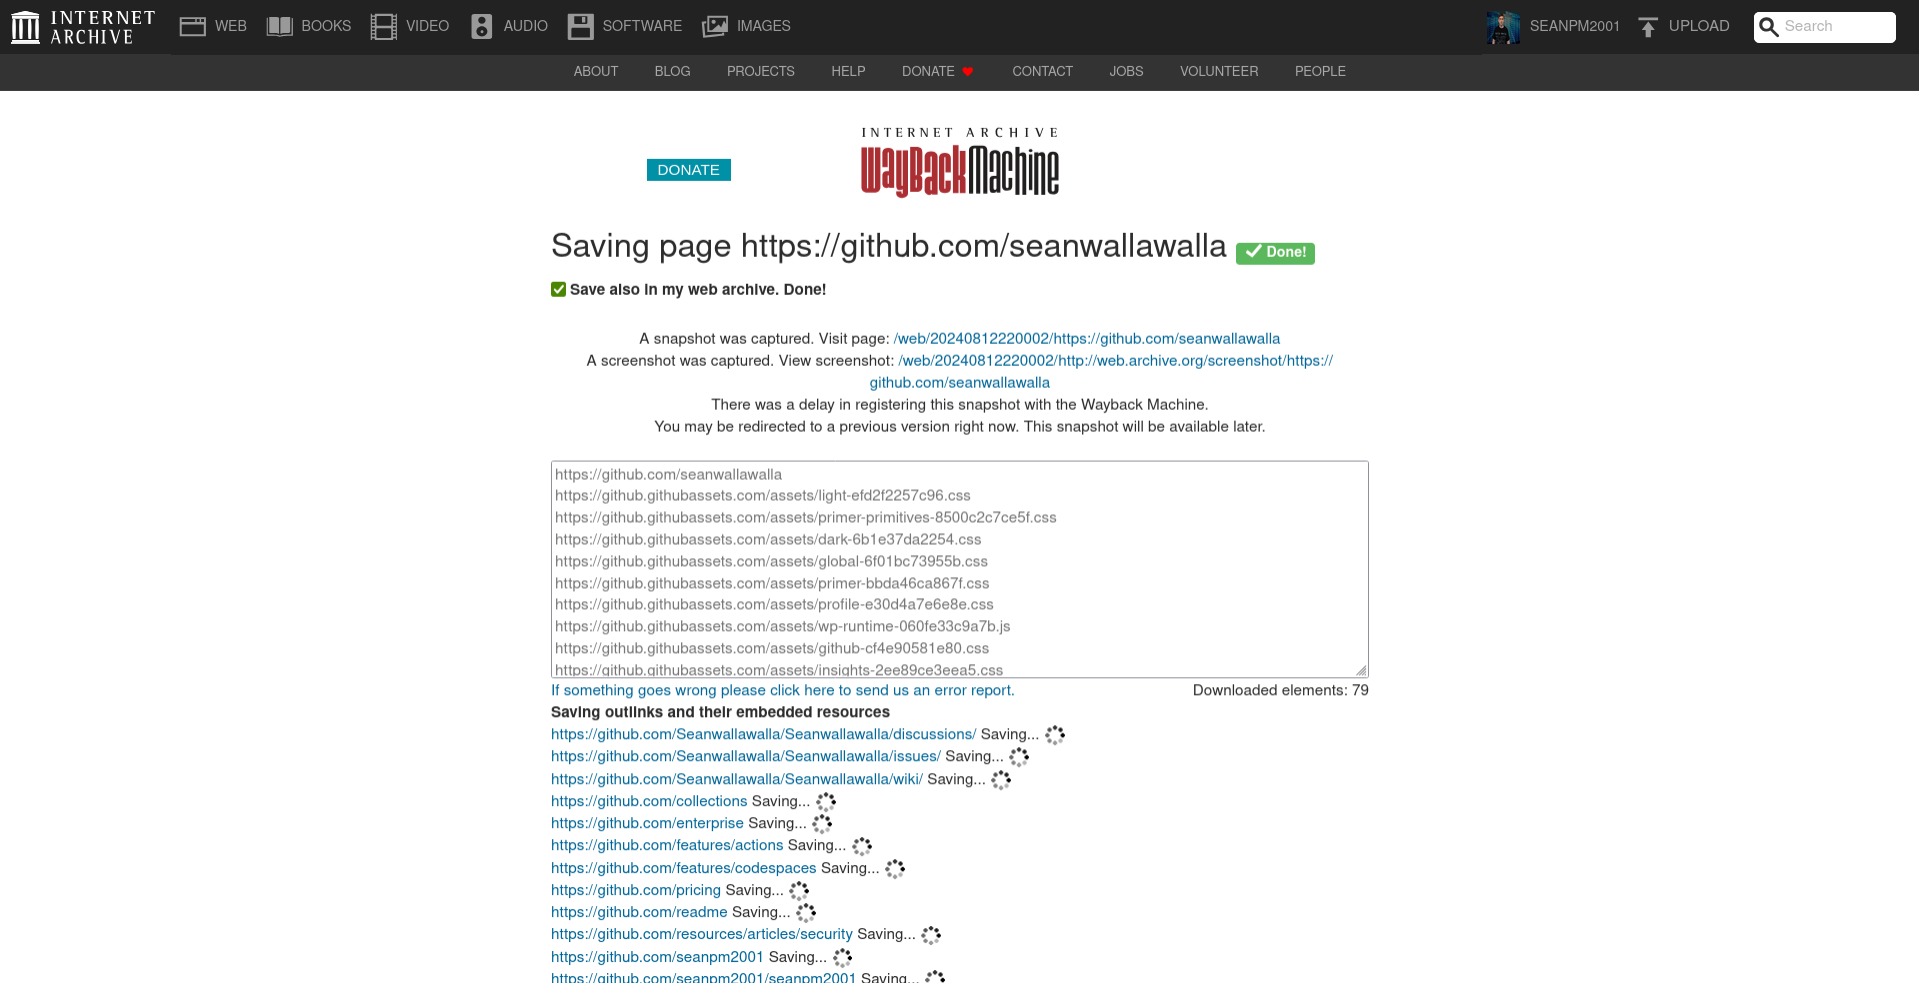 INTERNET ARCHIVE
WEB
BOOKS
VIDEO
AUDIO
SOFTWARE
IMAGES
SEANPM2001
UPLOAD
Search
ABOUT
BLOG
PROJECTS
HELP
DONATE
CONTACT
JOBS
VOLUNTEER
PEOPLE
DONATE
INTERNET ARCHIVE
WayBackMachine
Saving page https://github.com/seanwallawalla Done!
Save also in my web archive. Done!
A snapshot was captured. Visit page: /web/20240812220002/https://github.com/seanwallawalla
A screenshot was captured. View screenshot: /web/20240812220002/http://web.archive.org/screenshot/https://
github.com/seanwallawalla
There was a delay in registering this snapshot with the Wayback Machine.
You may be redirected to a previous version right now. This snapshot will be available later.
https://github.com/seanwallawalla
https://github.githubassets.com/assets/light-efd2f2257c96.css
https://github.githubassets.com/assets/primer-primitives-8500c2c7ce5f.css
https://github.githubassets.com/assets/dark-6b1e37da2254.css
https://github.githubassets.com/assets/global-6f01bc73955b.css
https://github.githubassets.com/assets/primer-bbda46ca867f.css
https://github.githubassets.com/assets/profile-e30d4a7e6e8e.css
https://github.githubassets.com/assets/wp-runtime-060fe33c9a7b.js
https://github.githubassets.com/assets/github-cf4e90581e80.css
https://github.githubassets.com/assets/insights-2ee89ce3eea5.css
If something goes wrong please click here to send us an error report.
Downloaded elements: 79
Saving outlinks and their embedded resources
https://github.com/Seanwallawalla/Seanwallawalla/discussions/ Saving...
https://github.com/Seanwallawalla/Seanwallawalla/issues/ Saving...
https://github.com/Seanwallawalla/Seanwallawalla/wiki/ Saving...
https://github.com/collections Saving...
https://github.com/enterprise Saving...
https://github.com/features/actions Saving...
https://github.com/features/codespaces Saving...
https://github.com/pricing Saving...
https://github.com/readme Saving...
https://github.com/resources/articles/security Saving...
https://github.com/seanpm2001 Saving...
https://github.com/seanpm2001/seanpm2001 Saving...